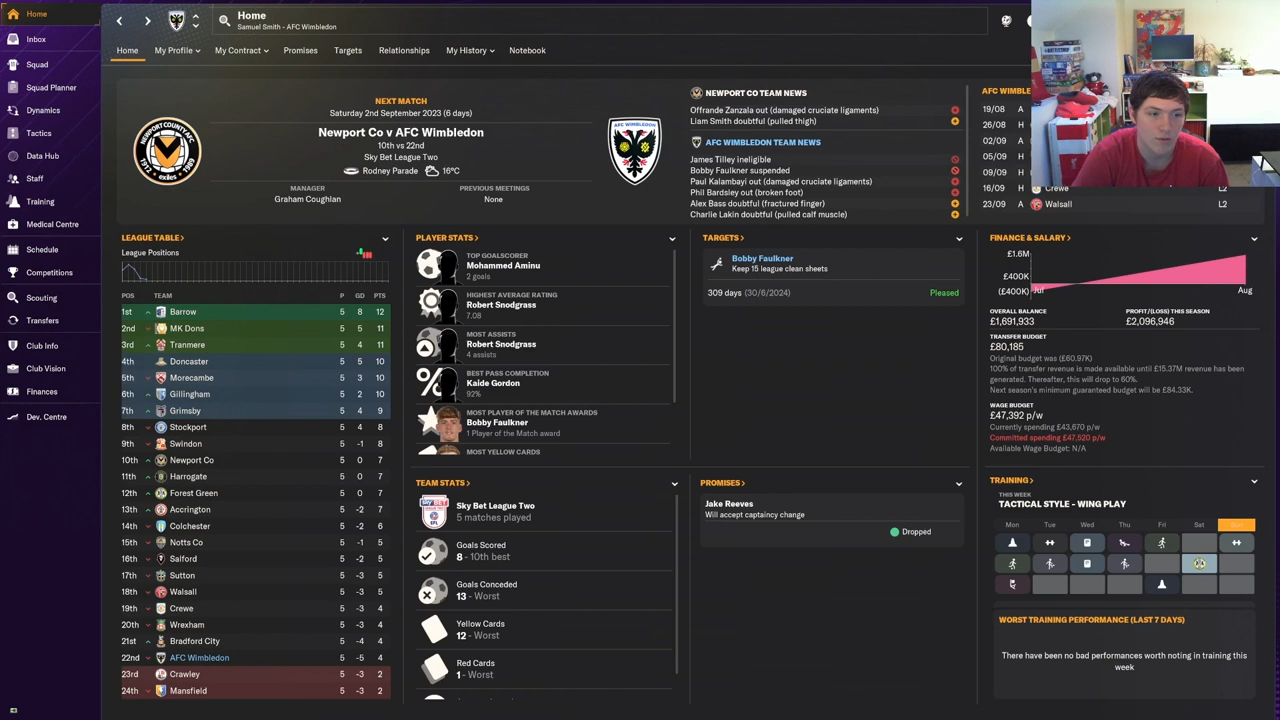 Home
Inbox
Squad
Squad Planner
Dynamics
Tactics
Data Hub
Staff
Training
Medical Centre
Schedule
Competitions
Scouting
Transfers
Club Info
Club Vision
Finances
Dev. Centre
Home
Samuel Smith - AFC Wimbledon
Home
My Profile
My Contract
Promises
Targets
Relationships
My History
Notebook
NEXT MATCH
Saturday 2nd September 2023 (6 days)
Newport Co v AFC Wimbledon
10th vs 22nd
Sky Bet League Two
Rodney Parade 16°C
MANAGER
Graham Coughlan
PREVIOUS MEETINGS
None
NEWPORT CO TEAM NEWS
Offrande Zanzala out (damaged cruciate ligaments)
Liam Smith doubtful (pulled thigh)
AFC WIMBLEDON TEAM NEWS
James Tilley ineligible
Bobby Faulkner suspended
Paul Kalambayi out (damaged cruciate ligaments)
Phil Bardsley out (broken foot)
Alex Bass doubtful (fractured finger)
Charlie Lakin doubtful (pulled calf muscle)
AFC WIMBLE
19/08 A
26/08 H
02/09 A
05/09 H
09/09 H
16/09 H Crewe L2
23/09 A Walsall L2
LEAGUE TABLE
League Positions
POS TEAM P GD PTS
1st Barrow 5 8 12
2nd MK Dons 5 5 11
3rd Tranmere 5 4 11
4th Doncaster 5 5 10
5th Morecambe 5 3 10
6th Gillingham 5 2 10
7th Grimsby 5 4 9
8th Stockport 5 4 8
9th Swindon 5 -1 8
10th Newport Co 5 0 7
11th Harrogate 5 0 7
12th Forest Green 5 0 7
13th Accrington 5 -2 7
14th Colchester 5 -2 6
15th Notts Co 5 -1 5
16th Salford 5 -2 5
17th Sutton 5 -3 5
18th Walsall 5 -3 5
19th Crewe 5 -3 4
20th Wrexham 5 -3 4
21st Bradford City 5 -4 4
22nd AFC Wimbledon 5 -5 4
23rd Crawley 5 -3 2
24th Mansfield 5 -3 2
PLAYER STATS
TOP GOALSCORER
Mohammed Aminu
2 goals
HIGHEST AVERAGE RATING
Robert Snodgrass
7.08
MOST ASSISTS
Robert Snodgrass
4 assists
BEST PASS COMPLETION
Kaide Gordon
92%
MOST PLAYER OF THE MATCH AWARDS
Bobby Faulkner
1 Player of the Match award
MOST YELLOW CARDS
TEAM STATS
Sky Bet League Two
5 matches played
Goals Scored
8 - 10th best
Goals Conceded
13 - Worst
Yellow Cards
12 - Worst
Red Cards
1 - Worst
TARGETS
Bobby Faulkner
Keep 15 league clean sheets
309 days (30/6/2024) Pleased
PROMISES
Jake Reeves
Will accept captaincy change
Dropped
FINANCE & SALARY
£1.6M
£400K
(£400K)
Jul Aug
OVERALL BALANCE
£1,691,933
PROFIT/(LOSS) THIS SEASON
£2,096,946
TRANSFER BUDGET
£80,185
Original budget was (£60.97K)
100% of transfer revenue is made available until £15.37M revenue has been
generated. Thereafter, this will drop to 60%.
Next season's minimum guaranteed budget will be £84.33K.
WAGE BUDGET
£47,392 p/w
Currently spending £43,670 p/w
Committed spending £47,520 p/w
Available Wage Budget: N/A
TRAINING
THIS WEEK
TACTICAL STYLE - WING PLAY
Mon Tue Wed Thu Fri Sat Sun
WORST TRAINING PERFORMANCE (LAST 7 DAYS)
There have been no bad performances worth noting in training this
week